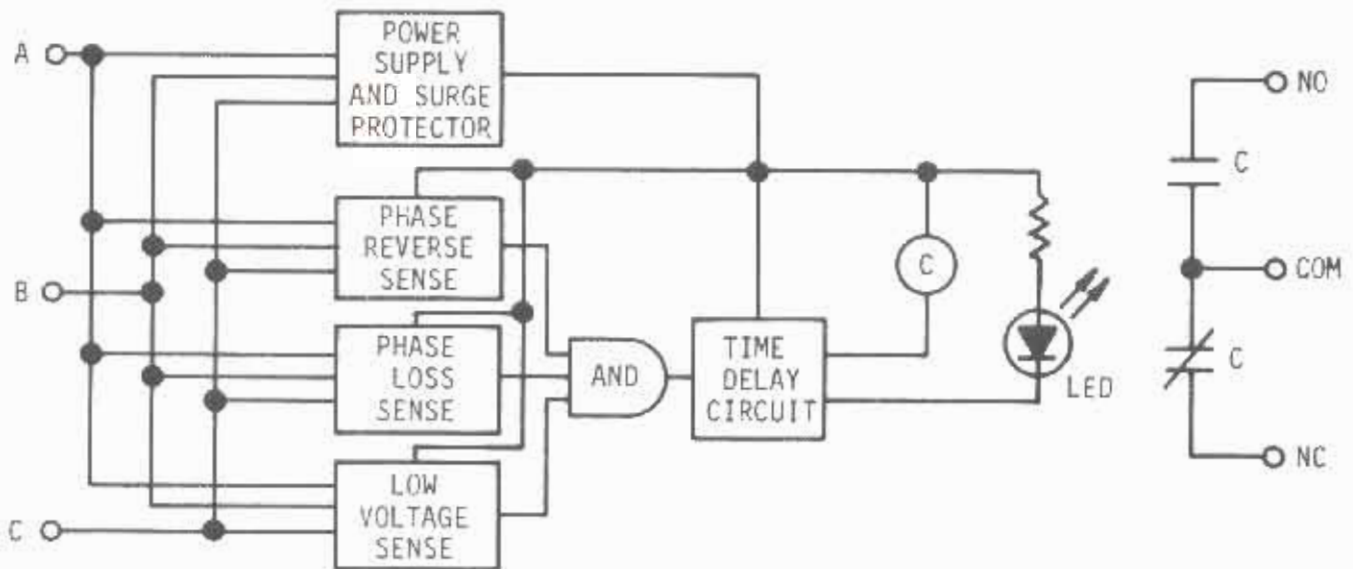 A
POWER
SUPPLY
AND SURGE
PROTECTOR
NO
C
PHASE
REVERSE
SENSE
C
COM
B
PHASE
LOSS
SENSE
AND
TIME
DELAY
CIRCUIT
LED
C
LOW
VOLTAGE
SENSE
NC
C